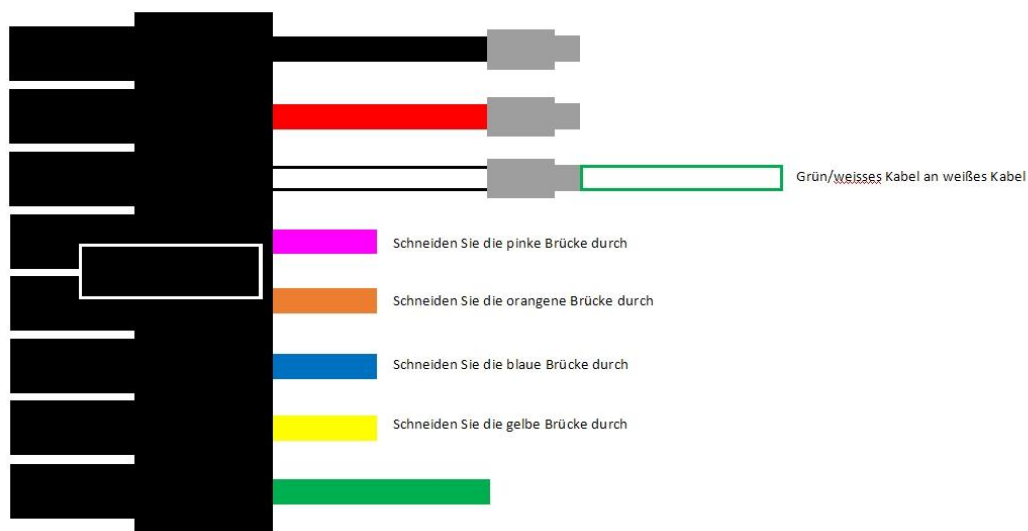 Grün/weisses Kabel an weißes Kabel
Schneiden Sie die pinke Brücke durch
Schneiden Sie die orangene Brücke durch
Schneiden Sie die blaue Brücke durch
Schneiden Sie die gelbe Brücke durch